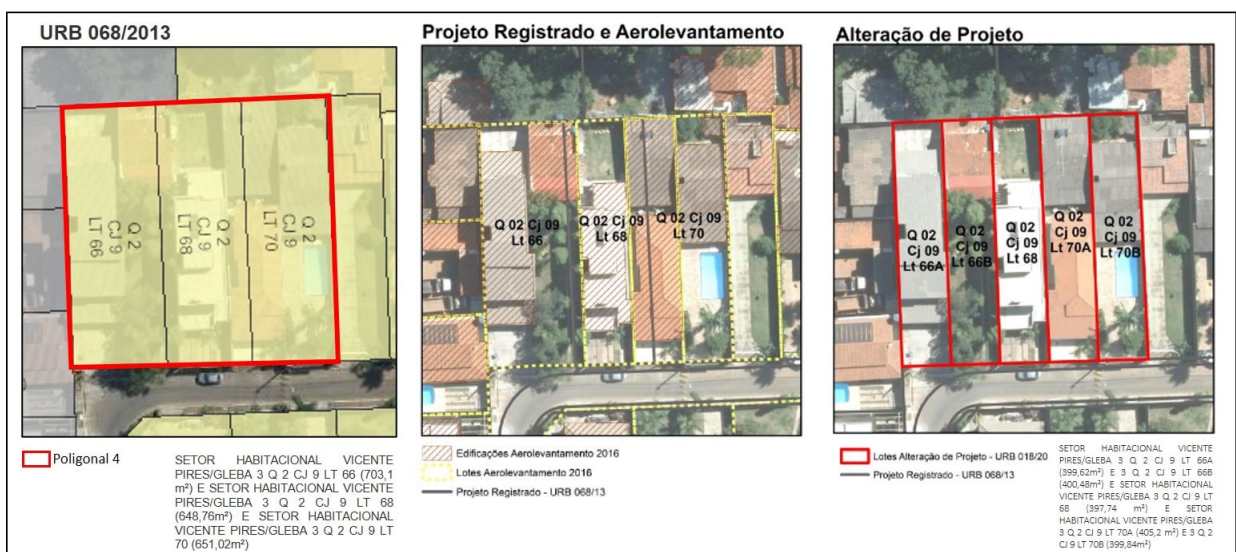 URB 068/2013
Q 2
CJ 9
LT 66
Q 2
CJ 9
LT 68
Q 2
CJ 9
LT 70
Poligonal 4
SETOR HABITACIONAL VICENTE
PIRES/GLEBA 3 Q 2 CJ 9 LT 66 (703,1
m²) E SETOR HABITACIONAL VICENTE
PIRES/GLEBA 3 Q 2 CJ 9 LT 68
(648,76m²) E SETOR HABITACIONAL
VICENTE PIRES/GLEBA 3 Q 2 CJ 9 LT
70 (651,02m²)
Projeto Registrado e Aerolevantamento
Q 02 Cj 09
Lt 66
Q 02 Cj 09
Lt 68
Q 02 Cj 09
Lt 70
Edificações Aerolevantamento 2016
Lotes Aerolevantamento 2016
Projeto Registrado - URB 068/13
Alteração de Projeto
Q 02
Cj 09
Lt 66A
Q 02
Cj 09
Lt 66B
Q 02
Cj 09
Lt 68
Q 02
Cj 09
Lt 70A
Q 02
Cj 09
Lt 70B
Lotes Alteração de Projeto - URB 018/20
Projeto Registrado - URB 068/13
SETOR HABITACIONAL VICENTE
PIRES/GLEBA 3 Q 2 CJ 9 LT 66A
(399,62m²) E 3 Q 2 CJ 9 LT 66B
(400,48m²) E SETOR HABITACIONAL
VICENTE PIRES/GLEBA 3 Q 2 CJ 9 LT
68 (397,74 m²) E SETOR
HABITACIONAL VICENTE PIRES/GLEBA
3 Q 2 CJ 9 LT 70A (405,2 m²) E 3 Q 2
CJ 9 LT 70B (399,84m²)